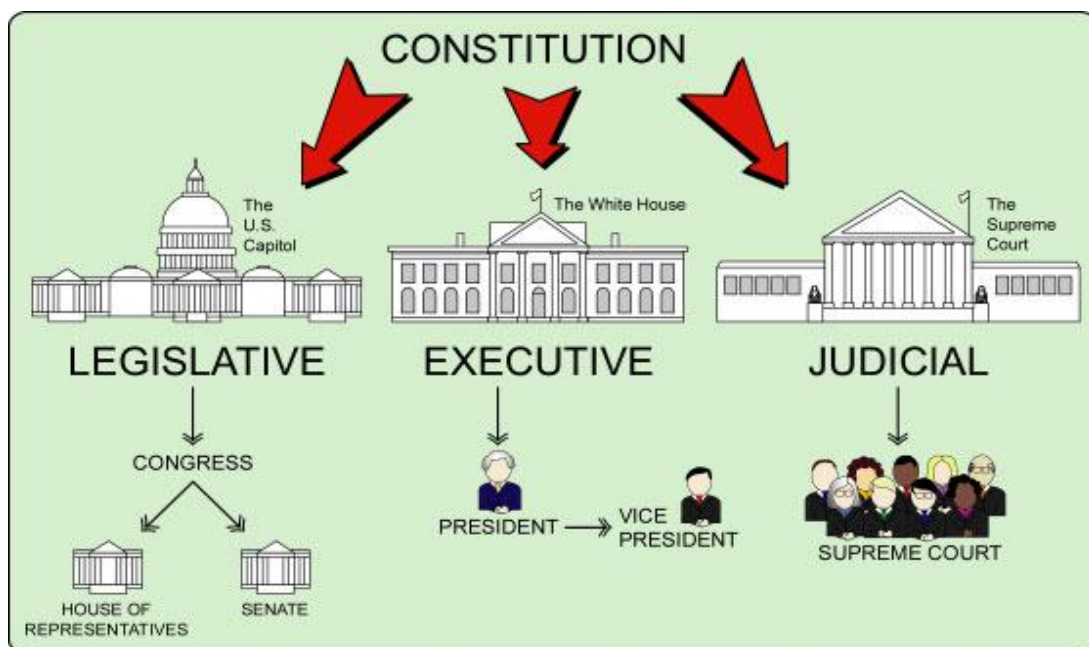 CONSTITUTION
The
U.S.
Capitol
The White House
The
Supreme
Court
LEGISLATIVE
EXECUTIVE
JUDICIAL
CONGRESS
HOUSE OF
REPRESENTATIVES
SENATE
PRESIDENT
VICE
PRESIDENT
SUPREME COURT